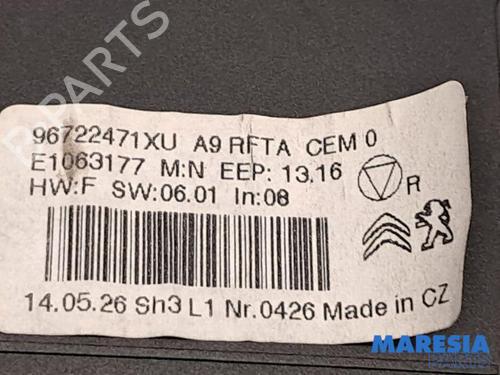 96722471XU A9 RFTA CEM 0
E1063177 M:N EEP: 13,16
HW:F SW:06.01 In:08
R
14.05.26 Sh3 L1 Nr.0426 Made in CZ
B-PARTS
MARESIA
PARTS